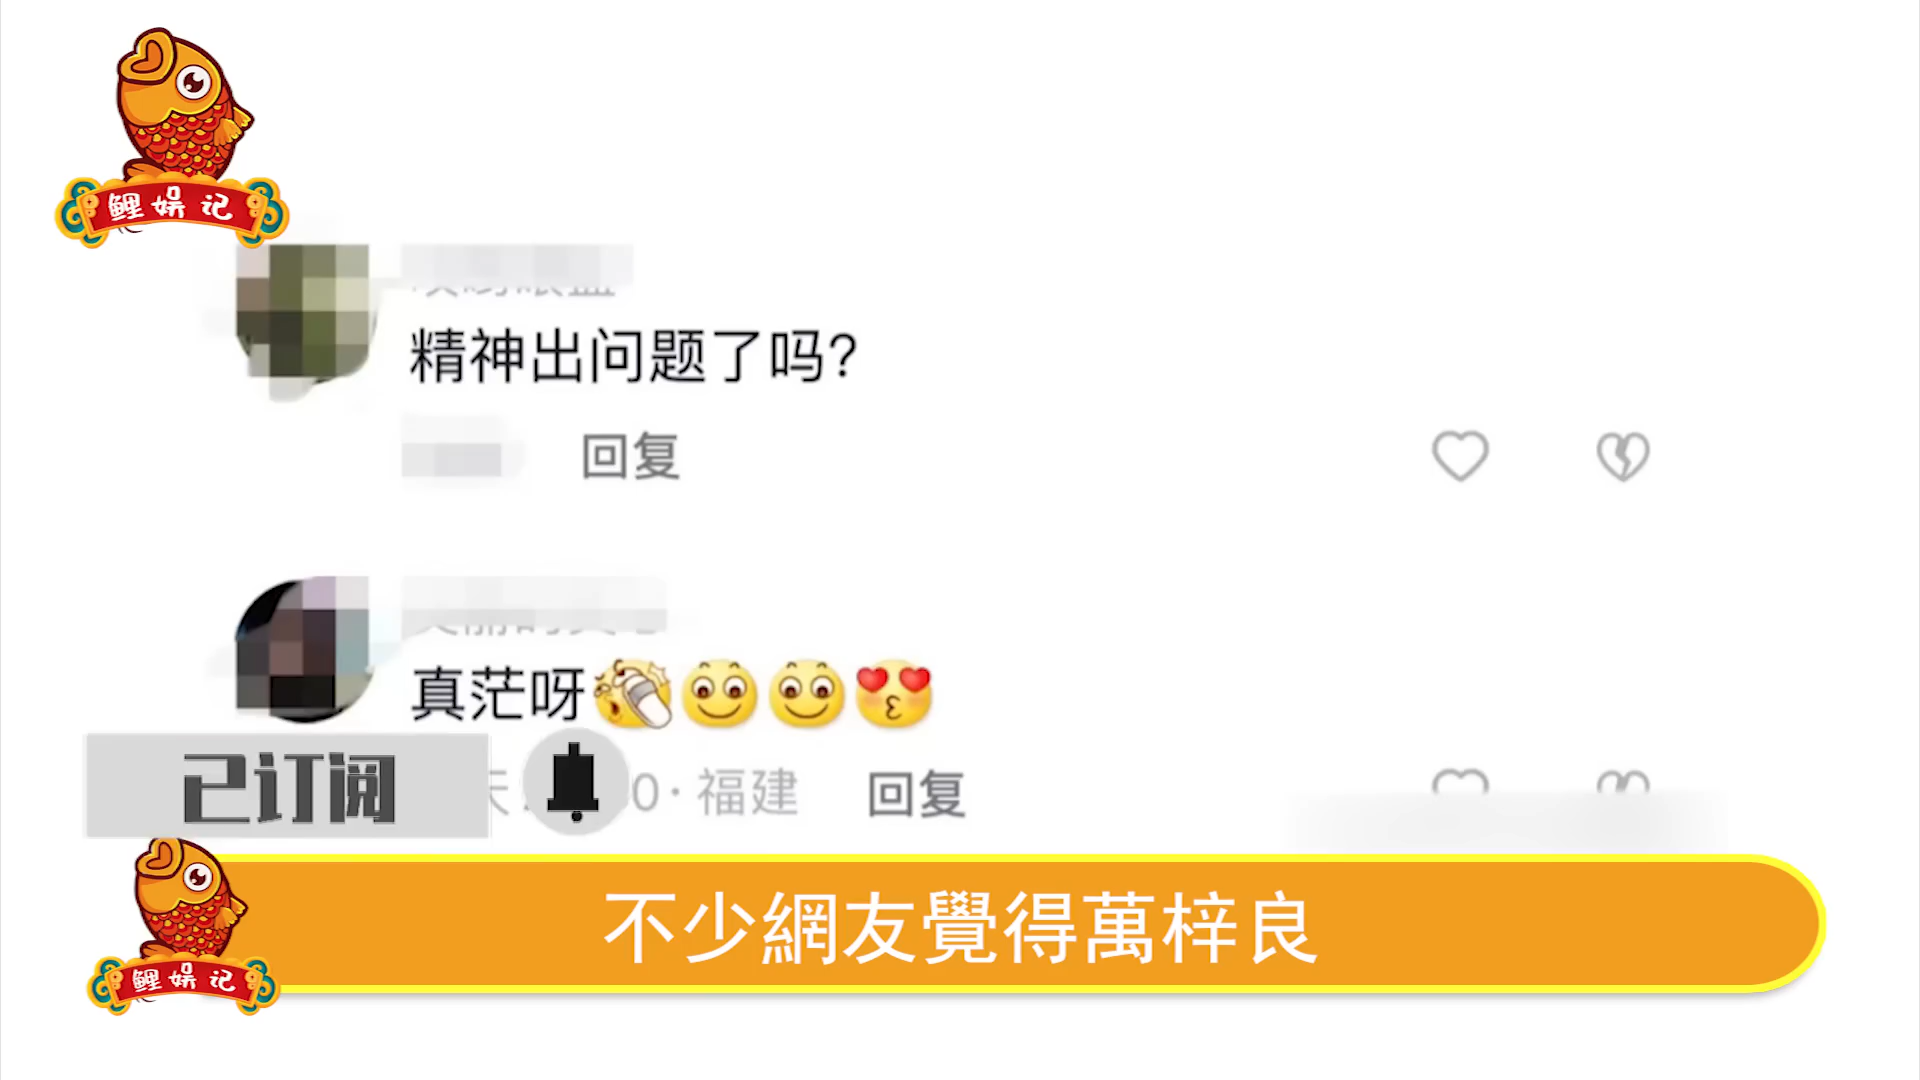 鲤娱记
精神出问题了吗?
回复
真茫呀
已订阅
0·福建
回复
不少網友覺得萬梓良
鲤娱记